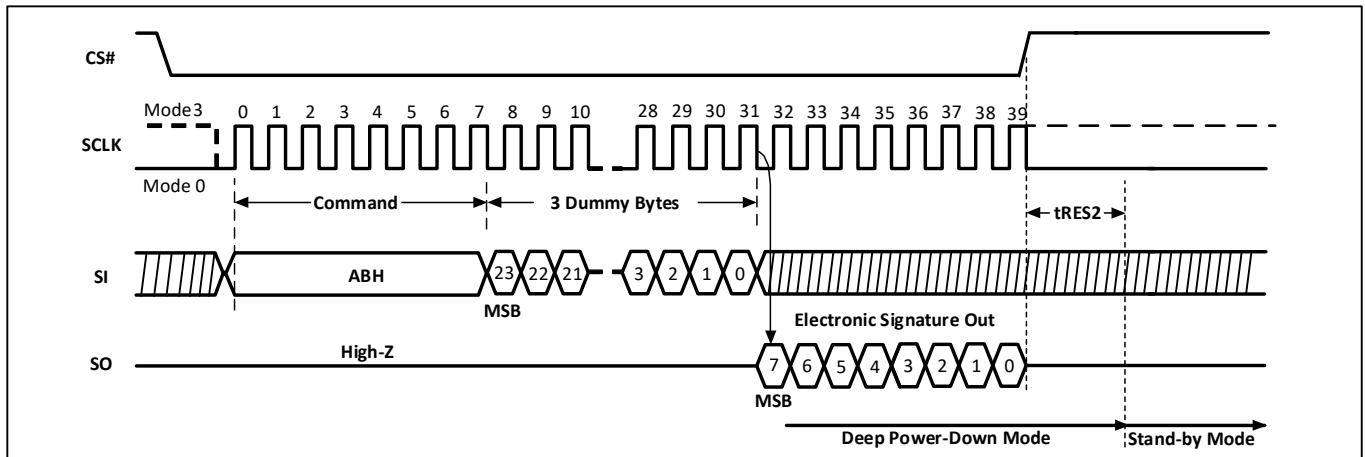 CS#
Mode3
0 1 2 3 4 5 6 7 8 9 10 28 29 30 31 32 33 34 35 36 37 38 39
SCLK
Mode 0
Command
3 Dummy Bytes
tRES2
SI
ABH
23 22 21 3 2 1 0
MSB
Electronic Signature Out
High-Z
SO
7 6 5 4 3 2 1 0
MSB
Deep Power-Down Mode
Stand-by Mode